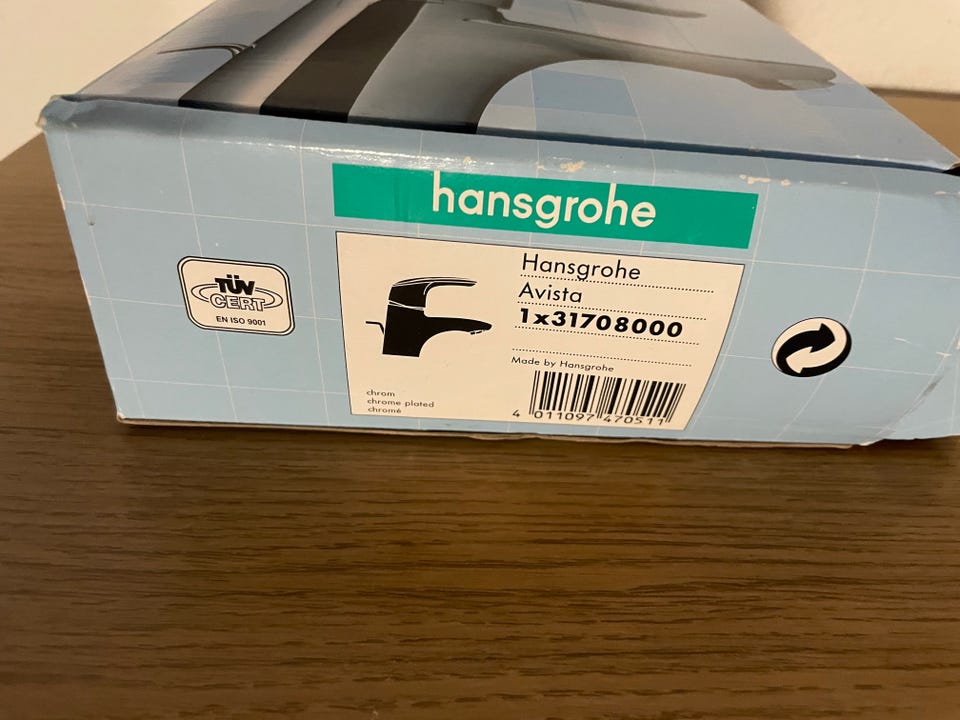 hansgrohe
TÜV
CERT
EN ISO 9001
Hansgrohe
Avista
1x31708000
Made by Hansgrohe
chrom
chrome plated
chromé
4 011097 470511